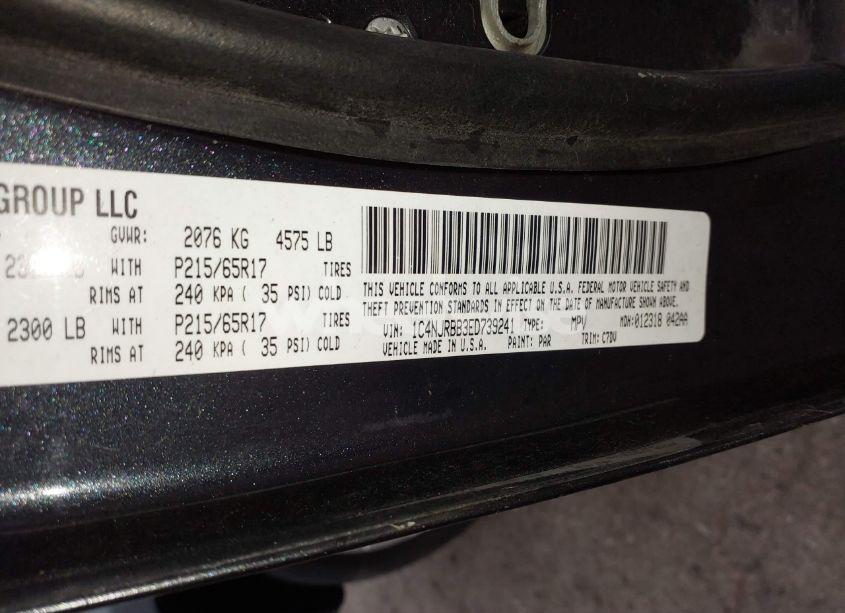 GROUP LLC
GVWR: 2076 KG 4575 LB
WITH P215/65R17 TIRES
RIMS AT 240 KPA ( 35 PSI) COLD
2300 LB WITH P215/65R17 TIRES
RIMS AT 240 KPA ( 35 PSI) COLD
THIS VEHICLE CONFORMS TO ALL APPLICABLE U.S.A. FEDERAL MOTOR VEHICLE SAFETY AND
THEFT PREVENTION STANDARDS IN EFFECT ON THE DATE OF MANUFACTURE SHOWN ABOVE.
VIN: 1C4NJRBB3ED739241 TYPE: MPV MDH:012318 042AA
VEHICLE MADE IN U.S.A. PAINT: PAR TRIM: C7DV